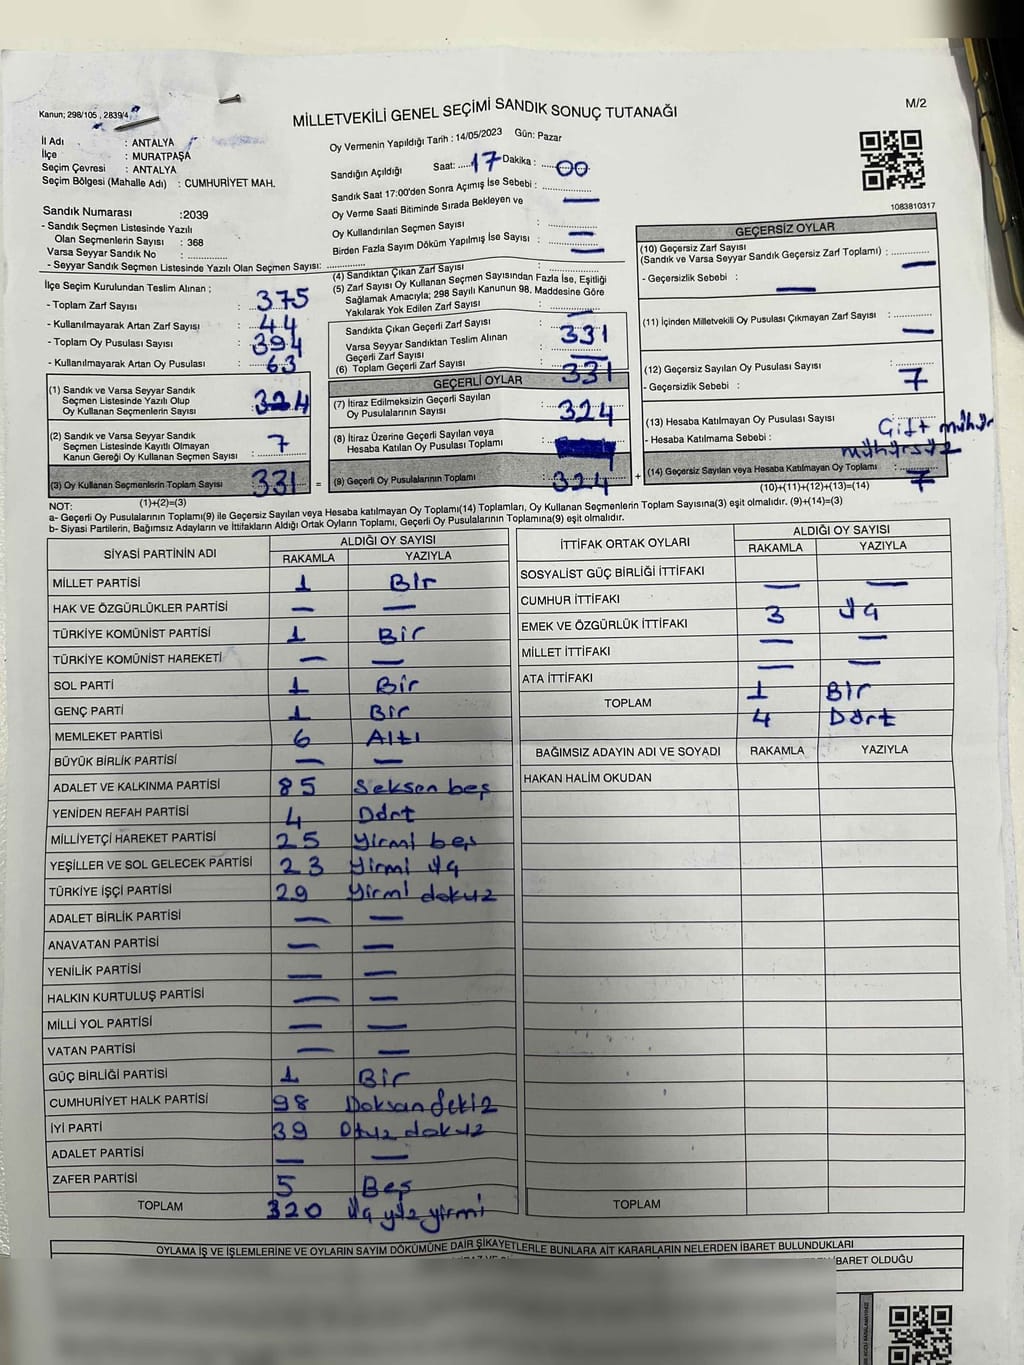 Kanun; 298/105 , 2839/4
MİLLETVEKİLİ GENEL SEÇİMİ SANDIK SONUÇ TUTANAĞI
M/2
İl Adı : ANTALYA
İlçe : MURATPAŞA
Seçim Çevresi : ANTALYA
Seçim Bölgesi (Mahalle Adı) : CUMHURİYET MAH.
Oy Vermenin Yapıldığı Tarih : 14/05/2023 Gün: Pazar
Sandığın Açıldığı Saat: 17 Dakika : 00
Sandık Saat 17:00'den Sonra Açımış İse Sebebi :
Oy Verme Saati Bitiminde Sırada Bekleyen ve
Oy Kullandırılan Seçmen Sayısı :
Birden Fazla Sayım Döküm Yapılmış İse Sayısı :
1083810317
Sandık Numarası :2039
- Sandık Seçmen Listesinde Yazılı
Olan Seçmenlerin Sayısı : 368
Varsa Seyyar Sandık No :
- Seyyar Sandık Seçmen Listesinde Yazılı Olan Seçmen Sayısı:
İlçe Seçim Kurulundan Teslim Alınan ;
- Toplam Zarf Sayısı : 375
- Kullanılmayarak Artan Zarf Sayısı : 44
- Toplam Oy Pusulası Sayısı : 394
- Kullanılmayarak Artan Oy Pusulası : 63
(1) Sandık ve Varsa Seyyar Sandık
Seçmen Listesinde Yazılı Olup
Oy Kullanan Seçmenlerin Sayısı : 324
(2) Sandık ve Varsa Seyyar Sandık
Seçmen Listesinde Kayıtlı Olmayan
Kanun Gereği Oy Kullanan Seçmen Sayısı : 7
(3) Oy Kullanan Seçmenlerin Toplam Sayısı : 331
(1)+(2)=(3)
(4) Sandıktan Çıkan Zarf Sayısı :
(5) Zarf Sayısı Oy Kullanan Seçmen Sayısından Fazla İse, Eşitliği
Sağlamak Amacıyla; 298 Sayılı Kanunun 98. Maddesine Göre
Yakılarak Yok Edilen Zarf Sayısı :
Sandıkta Çıkan Geçerli Zarf Sayısı : 331
Varsa Seyyar Sandıktan Teslim Alınan
Geçerli Zarf Sayısı :
(6) Toplam Geçerli Zarf Sayısı : 331
GEÇERLİ OYLAR
(7) İtiraz Edilmeksizin Geçerli Sayılan
Oy Pusulalarının Sayısı : 324
(8) İtiraz Üzerine Geçerli Sayılan veya
Hesaba Katılan Oy Pusulası Toplamı :
= (9) Geçerli Oy Pusulalarının Toplamı : 324 +
GEÇERSİZ OYLAR
(10) Geçersiz Zarf Sayısı
(Sandık ve Varsa Seyyar Sandık Geçersiz Zarf Toplamı) :
- Geçersizlik Sebebi :
(11) İçinden Milletvekili Oy Pusulası Çıkmayan Zarf Sayısı :
(12) Geçersiz Sayılan Oy Pusulası Sayısı : 7
- Geçersizlik Sebebi :
(13) Hesaba Katılmayan Oy Pusulası Sayısı : Çift mühür
- Hesaba Katılmama Sebebi : mühürsüz
(14) Geçersiz Sayılan veya Hesaba Katılmayan Oy Toplamı : 7
(10)+(11)+(12)+(13)=(14)
NOT:
a- Geçerli Oy Pusulalarının Toplamı(9) ile Geçersiz Sayılan veya Hesaba katılmayan Oy Toplamı(14) Toplamları, Oy Kullanan Seçmenlerin Toplam Sayısına(3) eşit olmalıdır. (9)+(14)=(3)
b- Siyasi Partilerin, Bağımsız Adayların ve İttifakların Aldığı Ortak Oyların Toplamı, Geçerli Oy Pusulalarının Toplamına(9) eşit olmalıdır.
SİYASİ PARTİNİN ADI
ALDIĞI OY SAYISI
RAKAMLA YAZIYLA
MİLLET PARTİSİ 1 Bir
HAK VE ÖZGÜRLÜKLER PARTİSİ —
TÜRKİYE KOMÜNİST PARTİSİ 1 Bir
TÜRKİYE KOMÜNİST HAREKETİ — —
SOL PARTİ 1 Bir
GENÇ PARTİ 1 Bir
MEMLEKET PARTİSİ 6 Altı
BÜYÜK BİRLİK PARTİSİ — —
ADALET VE KALKINMA PARTİSİ 85 Seksen beş
YENİDEN REFAH PARTİSİ 4 Dört
MİLLİYETÇİ HAREKET PARTİSİ 25 Yirmi beş
YEŞİLLER VE SOL GELECEK PARTİSİ 23 Yirmi üç
TÜRKİYE İŞÇİ PARTİSİ 29 Yirmi dokuz
ADALET BİRLİK PARTİSİ — —
ANAVATAN PARTİSİ — —
YENİLİK PARTİSİ — —
HALKIN KURTULUŞ PARTİSİ — —
MİLLİ YOL PARTİSİ — —
VATAN PARTİSİ — —
GÜÇ BİRLİĞİ PARTİSİ 1 Bir
CUMHURİYET HALK PARTİSİ 98 Doksan sekiz
İYİ PARTİ 39 Otuz dokuz
ADALET PARTİSİ — —
ZAFER PARTİSİ 5 Beş
TOPLAM 320 Üç yüz yirmi
İTTİFAK ORTAK OYLARI
ALDIĞI OY SAYISI
RAKAMLA YAZIYLA
SOSYALİST GÜÇ BİRLİĞİ İTTİFAKI — —
CUMHUR İTTİFAKI 3 Üç
EMEK VE ÖZGÜRLÜK İTTİFAKI — —
MİLLET İTTİFAKI — —
ATA İTTİFAKI 1 Bir
TOPLAM 4 Dört
BAĞIMSIZ ADAYIN ADI VE SOYADI RAKAMLA YAZIYLA
HAKAN HALİM OKUDAN
TOPLAM
OYLAMA İŞ VE İŞLEMLERİNE VE OYLARIN SAYIM DÖKÜMÜNE DAİR ŞİKAYETLERLE BUNLARA AİT KARARLARIN NELERDEN İBARET BULUNDUKLARI
İBARET OLDUĞU